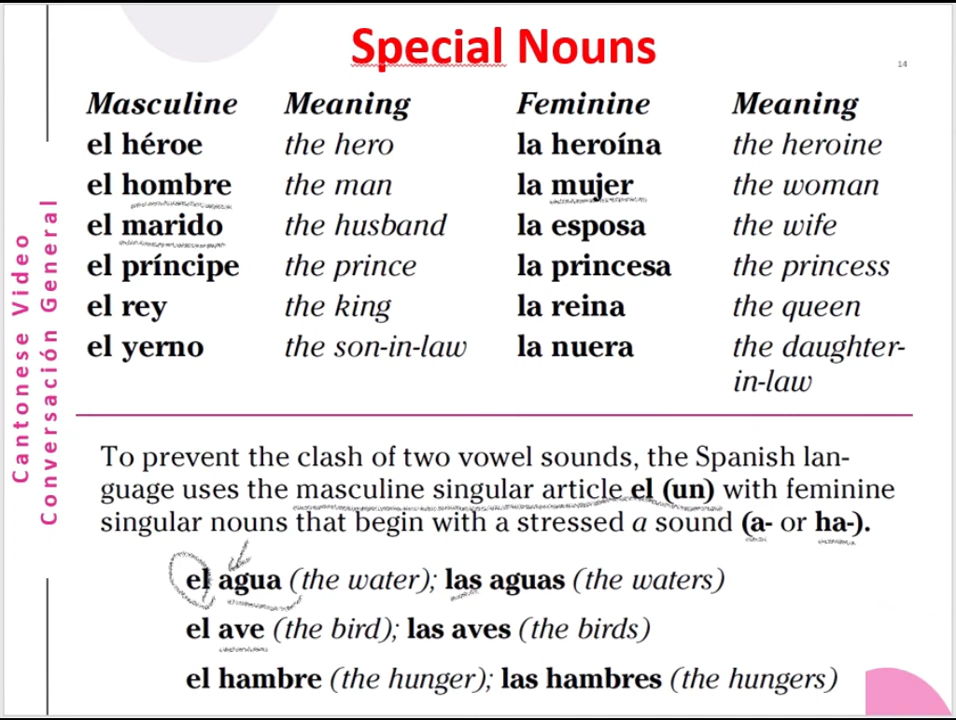 Special Nouns
14
Cantonese Video
Conversación General
Masculine Meaning Feminine Meaning
el héroe the hero la heroína the heroine
el hombre the man la mujer the woman
el marido the husband la esposa the wife
el príncipe the prince la princesa the princess
el rey the king la reina the queen
el yerno the son-in-law la nuera the daughter-
in-law
To prevent the clash of two vowel sounds, the Spanish lan-
guage uses the masculine singular article el (un) with feminine
singular nouns that begin with a stressed a sound (a- or ha-).
el agua (the water); las aguas (the waters)
el ave (the bird); las aves (the birds)
el hambre (the hunger); las hambres (the hungers)